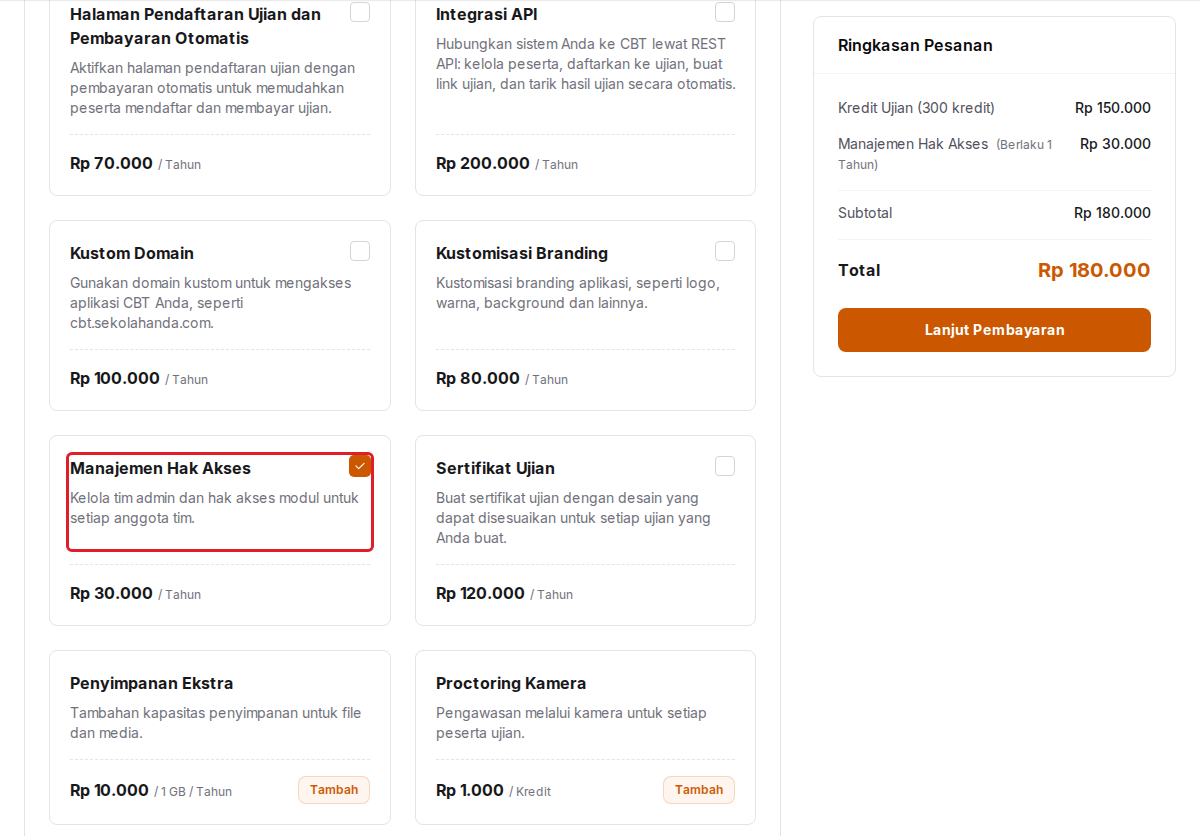 Halaman Pendaftaran Ujian dan
Pembayaran Otomatis
Aktifkan halaman pendaftaran ujian dengan
pembayaran otomatis untuk memudahkan
peserta mendaftar dan membayar ujian.
Rp 70.000 / Tahun
Integrasi API
Hubungkan sistem Anda ke CBT lewat REST
API: kelola peserta, daftarkan ke ujian, buat
link ujian, dan tarik hasil ujian secara otomatis.
Rp 200.000 / Tahun
Kustom Domain
Gunakan domain kustom untuk mengakses
aplikasi CBT Anda, seperti
cbt.sekolahanda.com.
Rp 100.000 / Tahun
Kustomisasi Branding
Kustomisasi branding aplikasi, seperti logo,
warna, background dan lainnya.
Rp 80.000 / Tahun
Manajemen Hak Akses
Kelola tim admin dan hak akses modul untuk
setiap anggota tim.
Rp 30.000 / Tahun
Sertifikat Ujian
Buat sertifikat ujian dengan desain yang
dapat disesuaikan untuk setiap ujian yang
Anda buat.
Rp 120.000 / Tahun
Penyimpanan Ekstra
Tambahan kapasitas penyimpanan untuk file
dan media.
Rp 10.000 / 1 GB / Tahun Tambah
Proctoring Kamera
Pengawasan melalui kamera untuk setiap
peserta ujian.
Rp 1.000 / Kredit Tambah
Ringkasan Pesanan
Kredit Ujian (300 kredit) Rp 150.000
Manajemen Hak Akses (Berlaku 1 Rp 30.000
Tahun)
Subtotal Rp 180.000
Total Rp 180.000
Lanjut Pembayaran